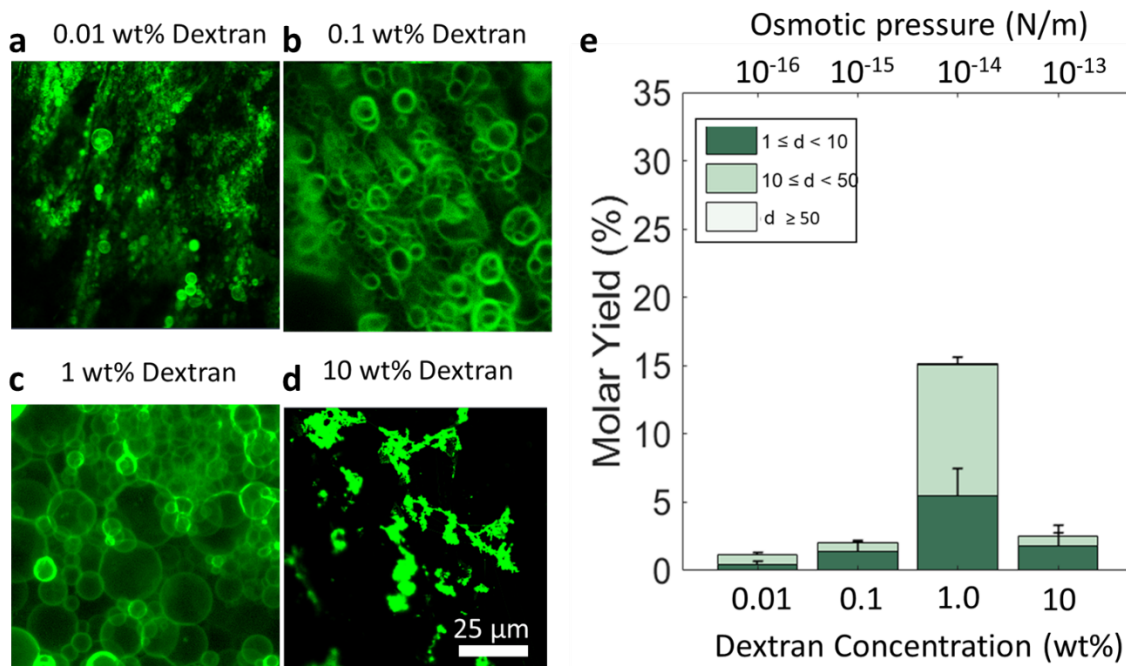 a 0.01 wt% Dextran
b 0.1 wt% Dextran
c 1 wt% Dextran
d 10 wt% Dextran
25 µm
e Osmotic pressure (N/m)
10⁻¹⁶ 10⁻¹⁵ 10⁻¹⁴ 10⁻¹³
35
30
25
20
15
10
5
0
Molar Yield (%)
1 ≤ d < 10
10 ≤ d < 50
d ≥ 50
0.01 0.1 1.0 10
Dextran Concentration (wt%)